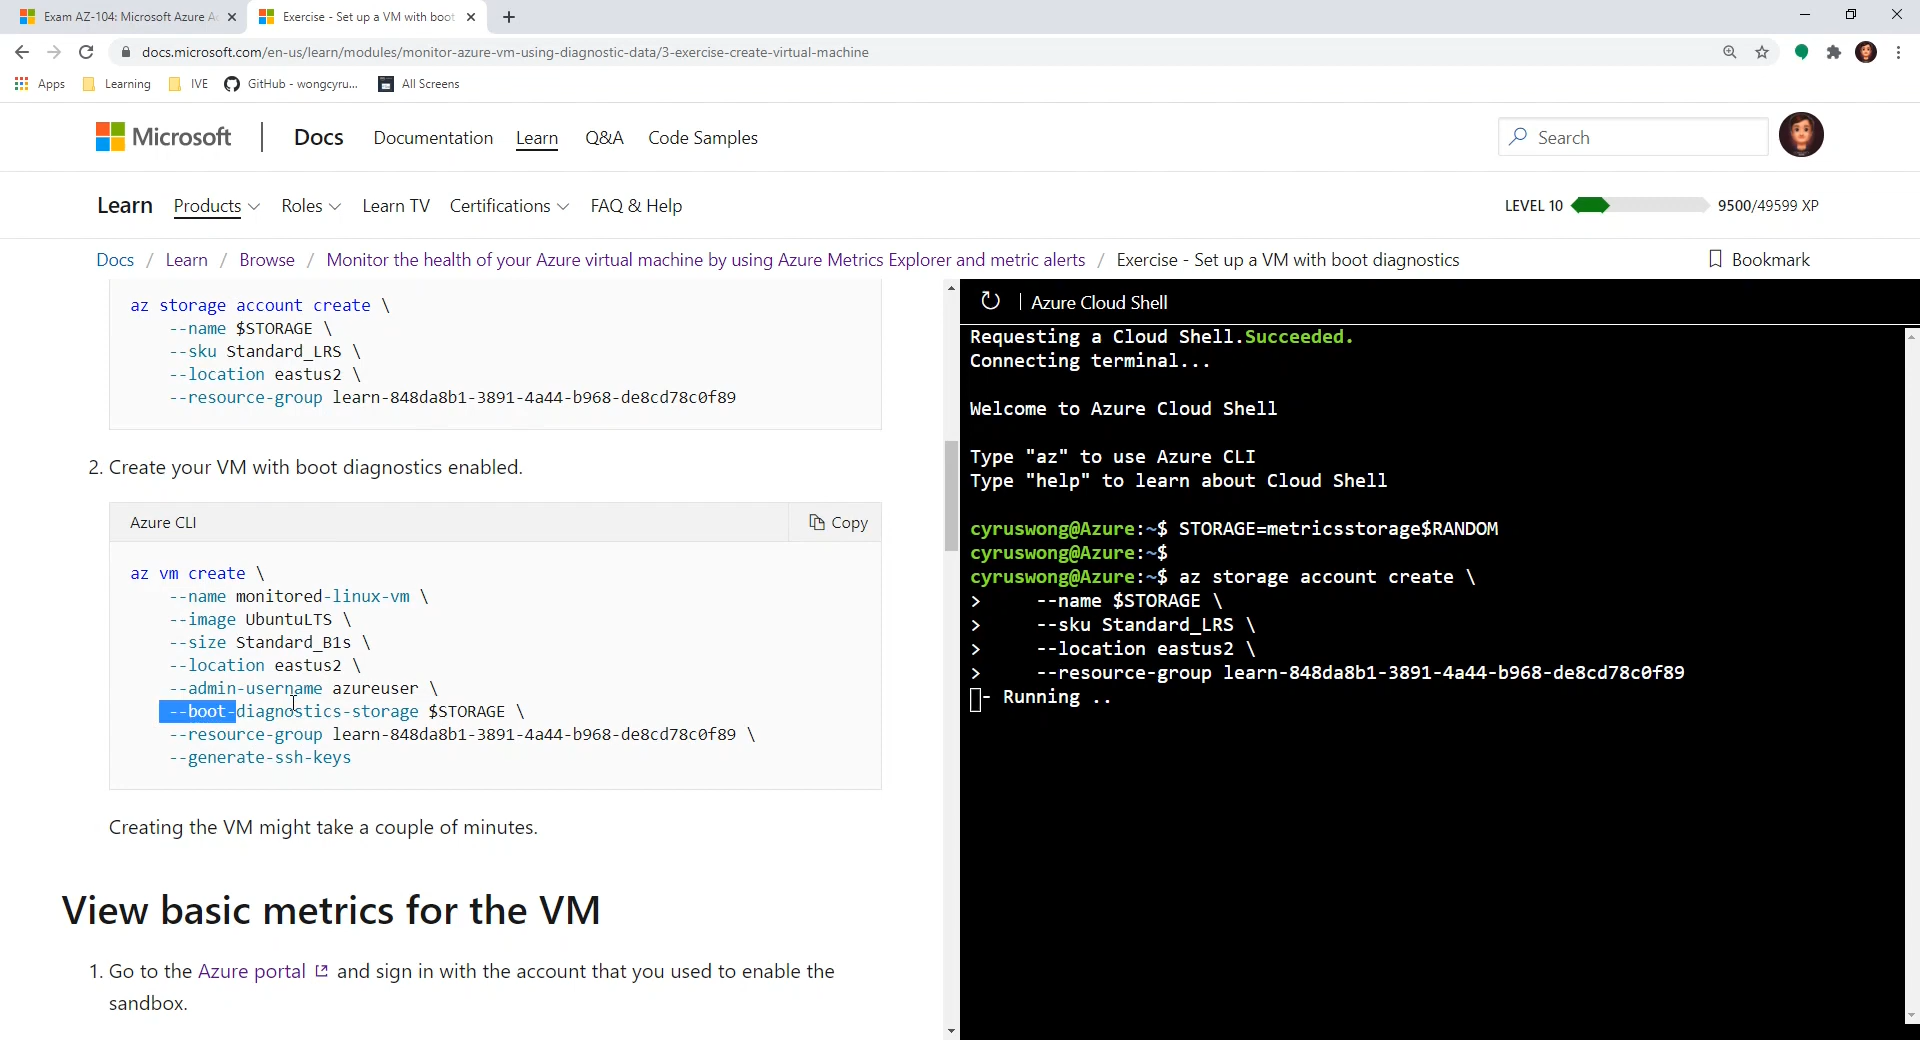 Exam AZ-104: Microsoft Azure A
Exercise - Set up a VM with boot
docs.microsoft.com/en-us/learn/modules/monitor-azure-vm-using-diagnostic-data/3-exercise-create-virtual-machine
Apps
Learning
IVE
GitHub - wongcyru...
All Screens
Microsoft
Docs
Documentation
Learn
Q&A
Code Samples
Search
Learn
Products
Roles
Learn TV
Certifications
FAQ & Help
LEVEL 10
9500/49599 XP
Docs / Learn / Browse / Monitor the health of your Azure virtual machine by using Azure Metrics Explorer and metric alerts / Exercise - Set up a VM with boot diagnostics
Bookmark
az storage account create \
--name $STORAGE \
--sku Standard_LRS \
--location eastus2 \
--resource-group learn-848da8b1-3891-4a44-b968-de8cd78c0f89
2. Create your VM with boot diagnostics enabled.
Azure CLI
Copy
az vm create \
--name monitored-linux-vm \
--image UbuntuLTS \
--size Standard_B1s \
--location eastus2 \
--admin-username azureuser \
--boot-diagnostics-storage $STORAGE \
--resource-group learn-848da8b1-3891-4a44-b968-de8cd78c0f89 \
--generate-ssh-keys
Creating the VM might take a couple of minutes.
View basic metrics for the VM
1. Go to the Azure portal and sign in with the account that you used to enable the
sandbox.
Azure Cloud Shell
Requesting a Cloud Shell.Succeeded.
Connecting terminal...
Welcome to Azure Cloud Shell
Type "az" to use Azure CLI
Type "help" to learn about Cloud Shell
cyruswong@Azure:~$ STORAGE=metricsstorage$RANDOM
cyruswong@Azure:~$
cyruswong@Azure:~$ az storage account create \
> --name $STORAGE \
> --sku Standard_LRS \
> --location eastus2 \
> --resource-group learn-848da8b1-3891-4a44-b968-de8cd78c0f89
- Running ..